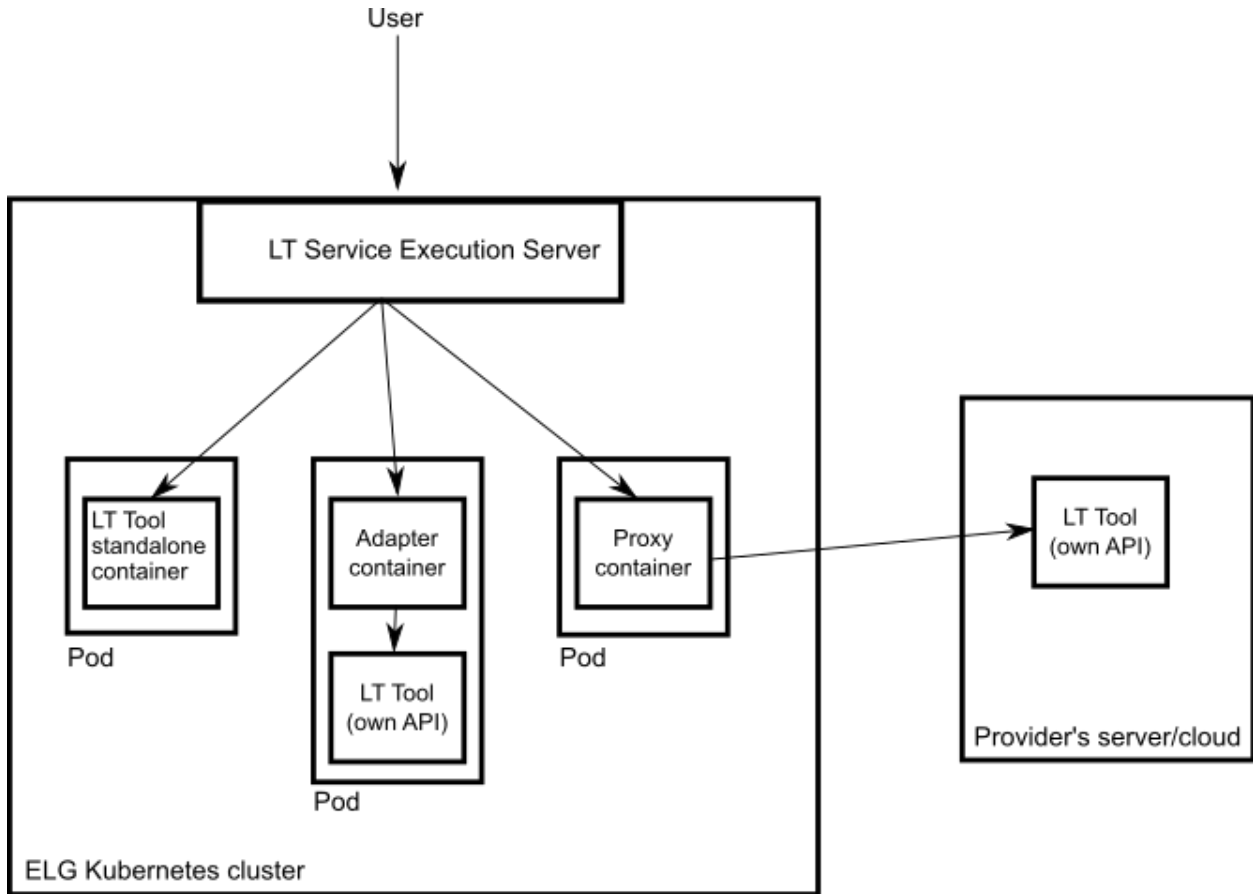 User
LT Service Execution Server
LT Tool
standalone
container
Adapter
container
Proxy
container
LT Tool
(own API)
Pod
Pod
LT Tool
(own API)
Provider's server/cloud
Pod
ELG Kubernetes cluster